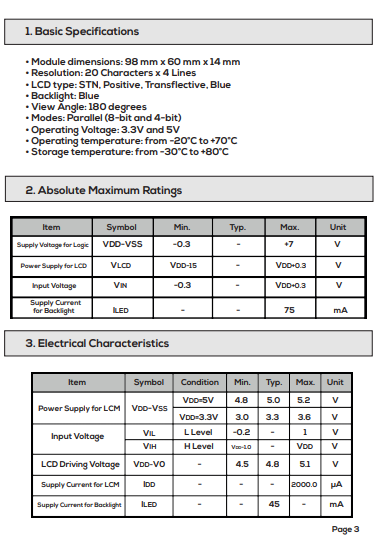 1. Basic Specifications
• Module dimensions: 98 mm x 60 mm x 14 mm
• Resolution: 20 Characters x 4 Lines
• LCD type: STN, Positive, Transflective, Blue
• Backlight: Blue
• View Angle: 180 degrees
• Modes: Parallel (8-bit and 4-bit)
• Operating Voltage: 3.3V and 5V
• Operating temperature: from -20°C to +70°C
• Storage temperature: from -30°C to +80°C
2. Absolute Maximum Ratings
Item Symbol Min. Typ. Max. Unit
Supply Voltage for Logic VDD-VSS -0.3 - +7 V
Power Supply for LCD VLCD VDD-15 - VDD+0.3 V
Input Voltage VIN -0.3 - VDD+0.3 V
Supply Current
for Backlight ILED - - 75 mA
3. Electrical Characteristics
Item Symbol Condition Min. Typ. Max. Unit
Power Supply for LCM VDD-VSS VDD=5V 4.8 5.0 5.2 V
VDD=3.3V 3.0 3.3 3.6 V
Input Voltage VIL L Level -0.2 - 1 V
VIH H Level VDD-1.0 - VDD V
LCD Driving Voltage VDD-V0 - 4.5 4.8 5.1 V
Supply Current for LCM IDD - - - 2000.0 µA
Supply Current for Backlight ILED - - 45 - mA
Page 3